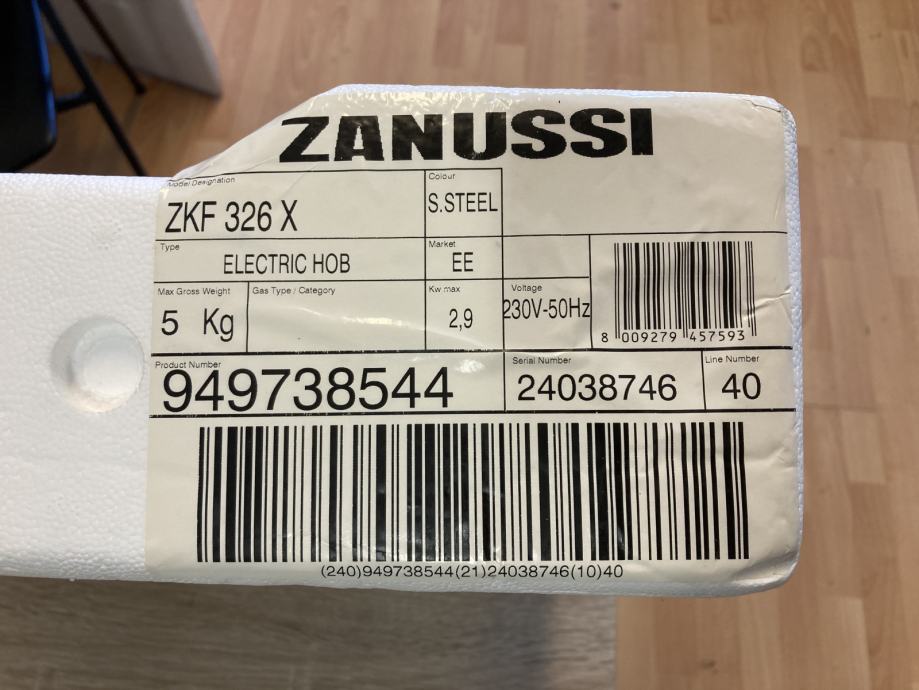 ZANUSSI
Model Designation
Colour
ZKF 326 X
S.STEEL
Type
Market
ELECTRIC HOB
EE
Max Gross Weight
Gas Type / Category
Kw max
Voltage
5 Kg
2,9
230V-50Hz
8 009279 457593
Product Number
Serial Number
Line Number
949738544
24038746
40
(240)949738544(21)24038746(10)40